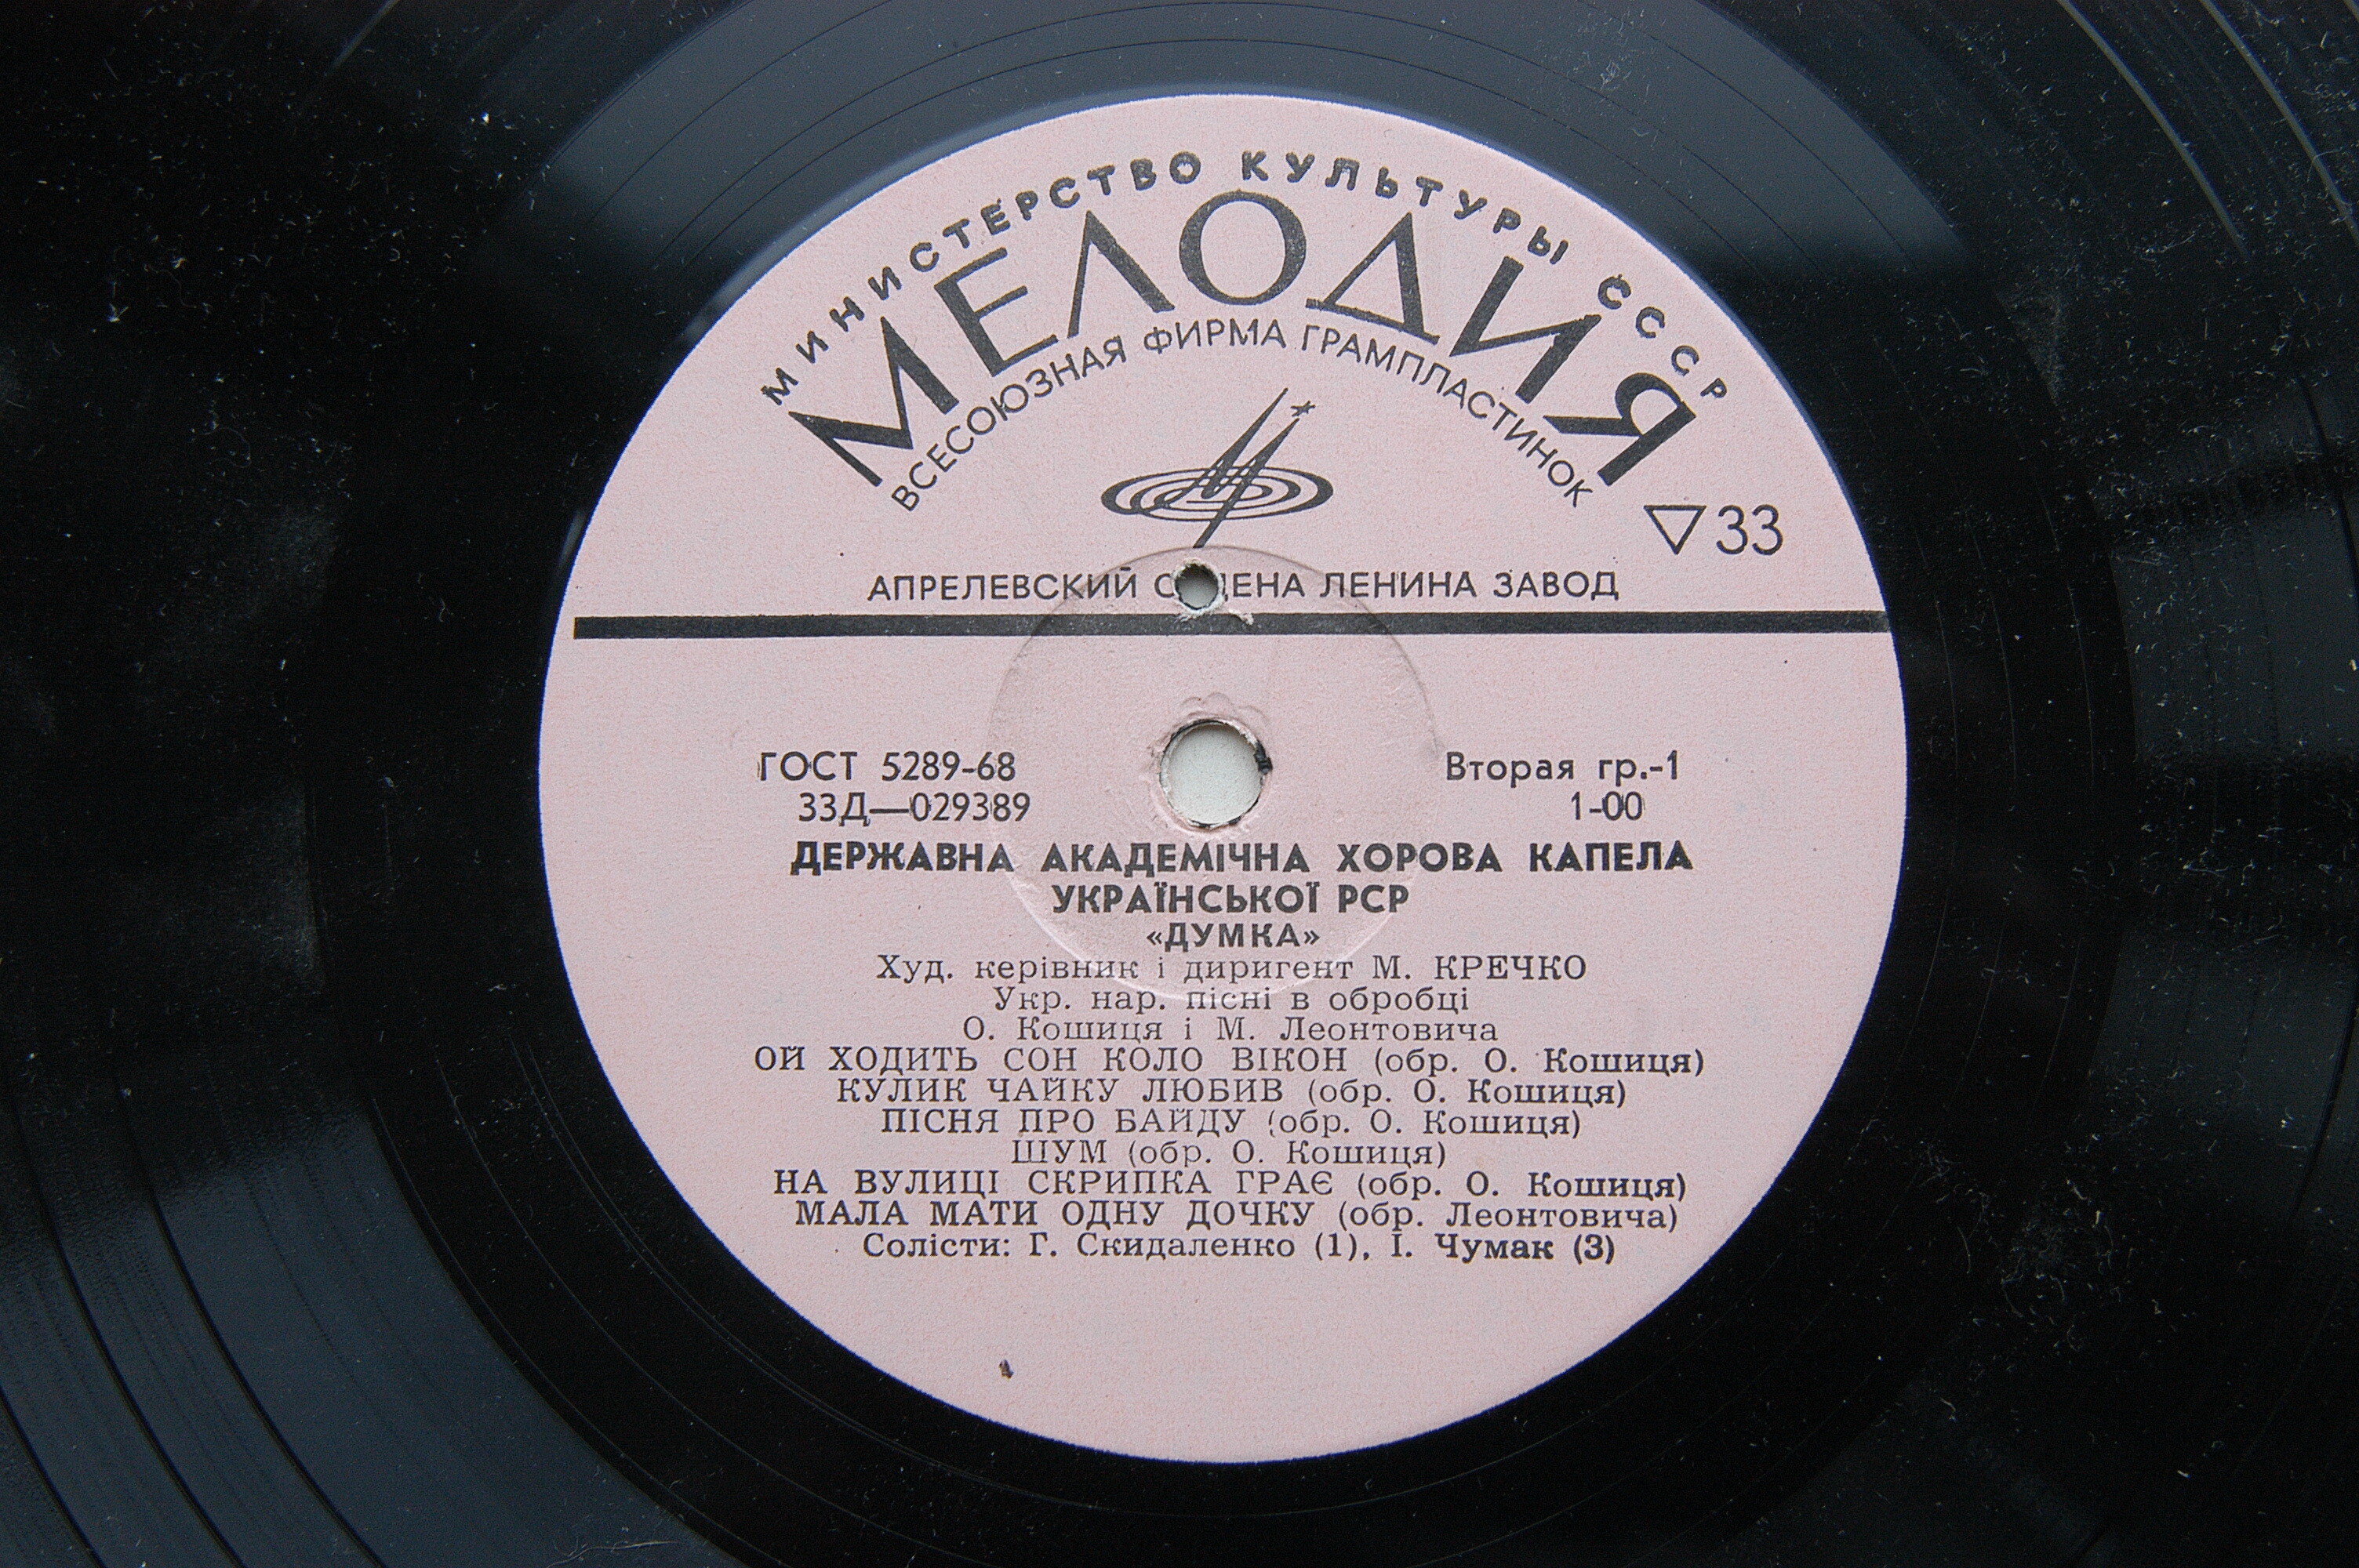 МИНИСТЕРСТВО КУЛЬТУРЫ СССР
МЕЛОДИЯ
ВСЕСОЮЗНАЯ ФИРМА ГРАМПЛАСТИНОК
▽33
АПРЕЛЕВСКИЙ ЛЕНИНА ЗАВОД
ГОСТ 5289-68
Вторая гр.-1
33Д—029389
1-00
ДЕРЖАВНА АКАДЕМІЧНА ХОРОВА КАПЕЛА
УКРАЇНСЬКОЇ РСР
«ДУМКА»
Худ. керівник і диригент М. КРЕЧКО
Укр. нар. пісні в обробці
О. Кошиця і М. Леонтовича
ОЙ ХОДИТЬ СОН КОЛО ВІКОН (обр. О. Кошиця)
КУЛИК ЧАЙКУ ЛЮБИВ (обр. О. Кошиця)
ПІСНЯ ПРО БАЙДУ (обр. О. Кошиця)
ШУМ (обр. О. Кошиця)
НА ВУЛИЦІ СКРИПКА ГРАЄ (обр. О. Кошиця)
МАЛА МАТИ ОДНУ ДОЧКУ (обр. Леонтовича)
Солісти: Г. Скидаленко (1), І. Чумак (3)